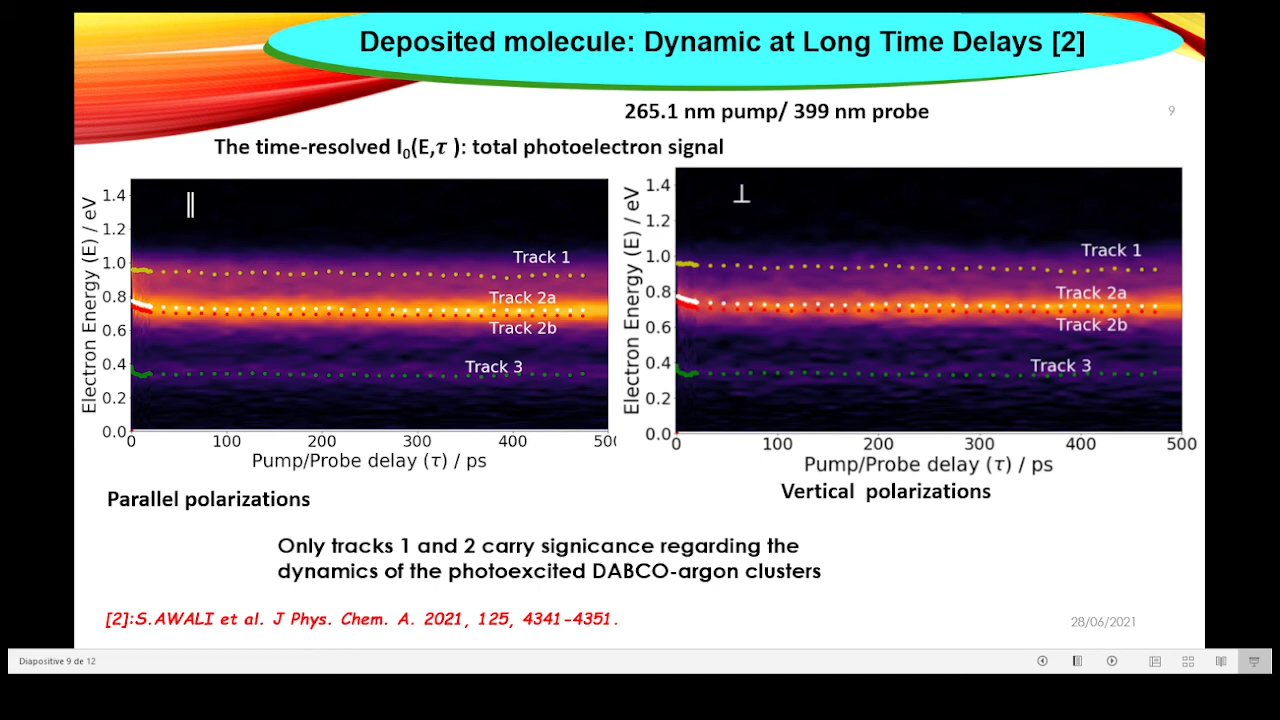 Deposited molecule: Dynamic at Long Time Delays [2]
265.1 nm pump/ 399 nm probe
9
The time-resolved I₀(E,τ ): total photoelectron signal
Electron Energy (E) / eV
1.4
1.2
1.0
0.8
0.6
0.4
0.2
0.0
∥
Track 1
Track 2a
Track 2b
Track 3
0 100 200 300 400 500
Pump/Probe delay (τ) / ps
Parallel polarizations
Electron Energy (E) / eV
1.4
1.2
1.0
0.8
0.6
0.4
0.2
0.0
⊥
Track 1
Track 2a
Track 2b
Track 3
0 100 200 300 400 500
Pump/Probe delay (τ) / ps
Vertical polarizations
Only tracks 1 and 2 carry signicance regarding the
dynamics of the photoexcited DABCO-argon clusters
[2]:S.AWALI et al. J Phys. Chem. A. 2021, 125, 4341-4351.
28/06/2021
Diapositive 9 de 12